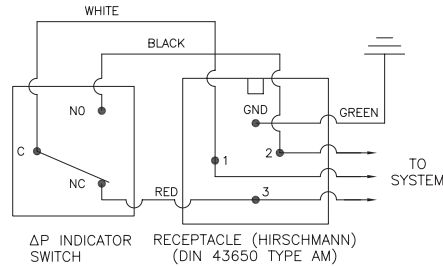 WHITE
BLACK
NO
GND
GREEN
C
1
2
TO
SYSTEM
NC
RED
3
ΔP INDICATOR
SWITCH
RECEPTACLE (HIRSCHMANN)
(DIN 43650 TYPE AM)